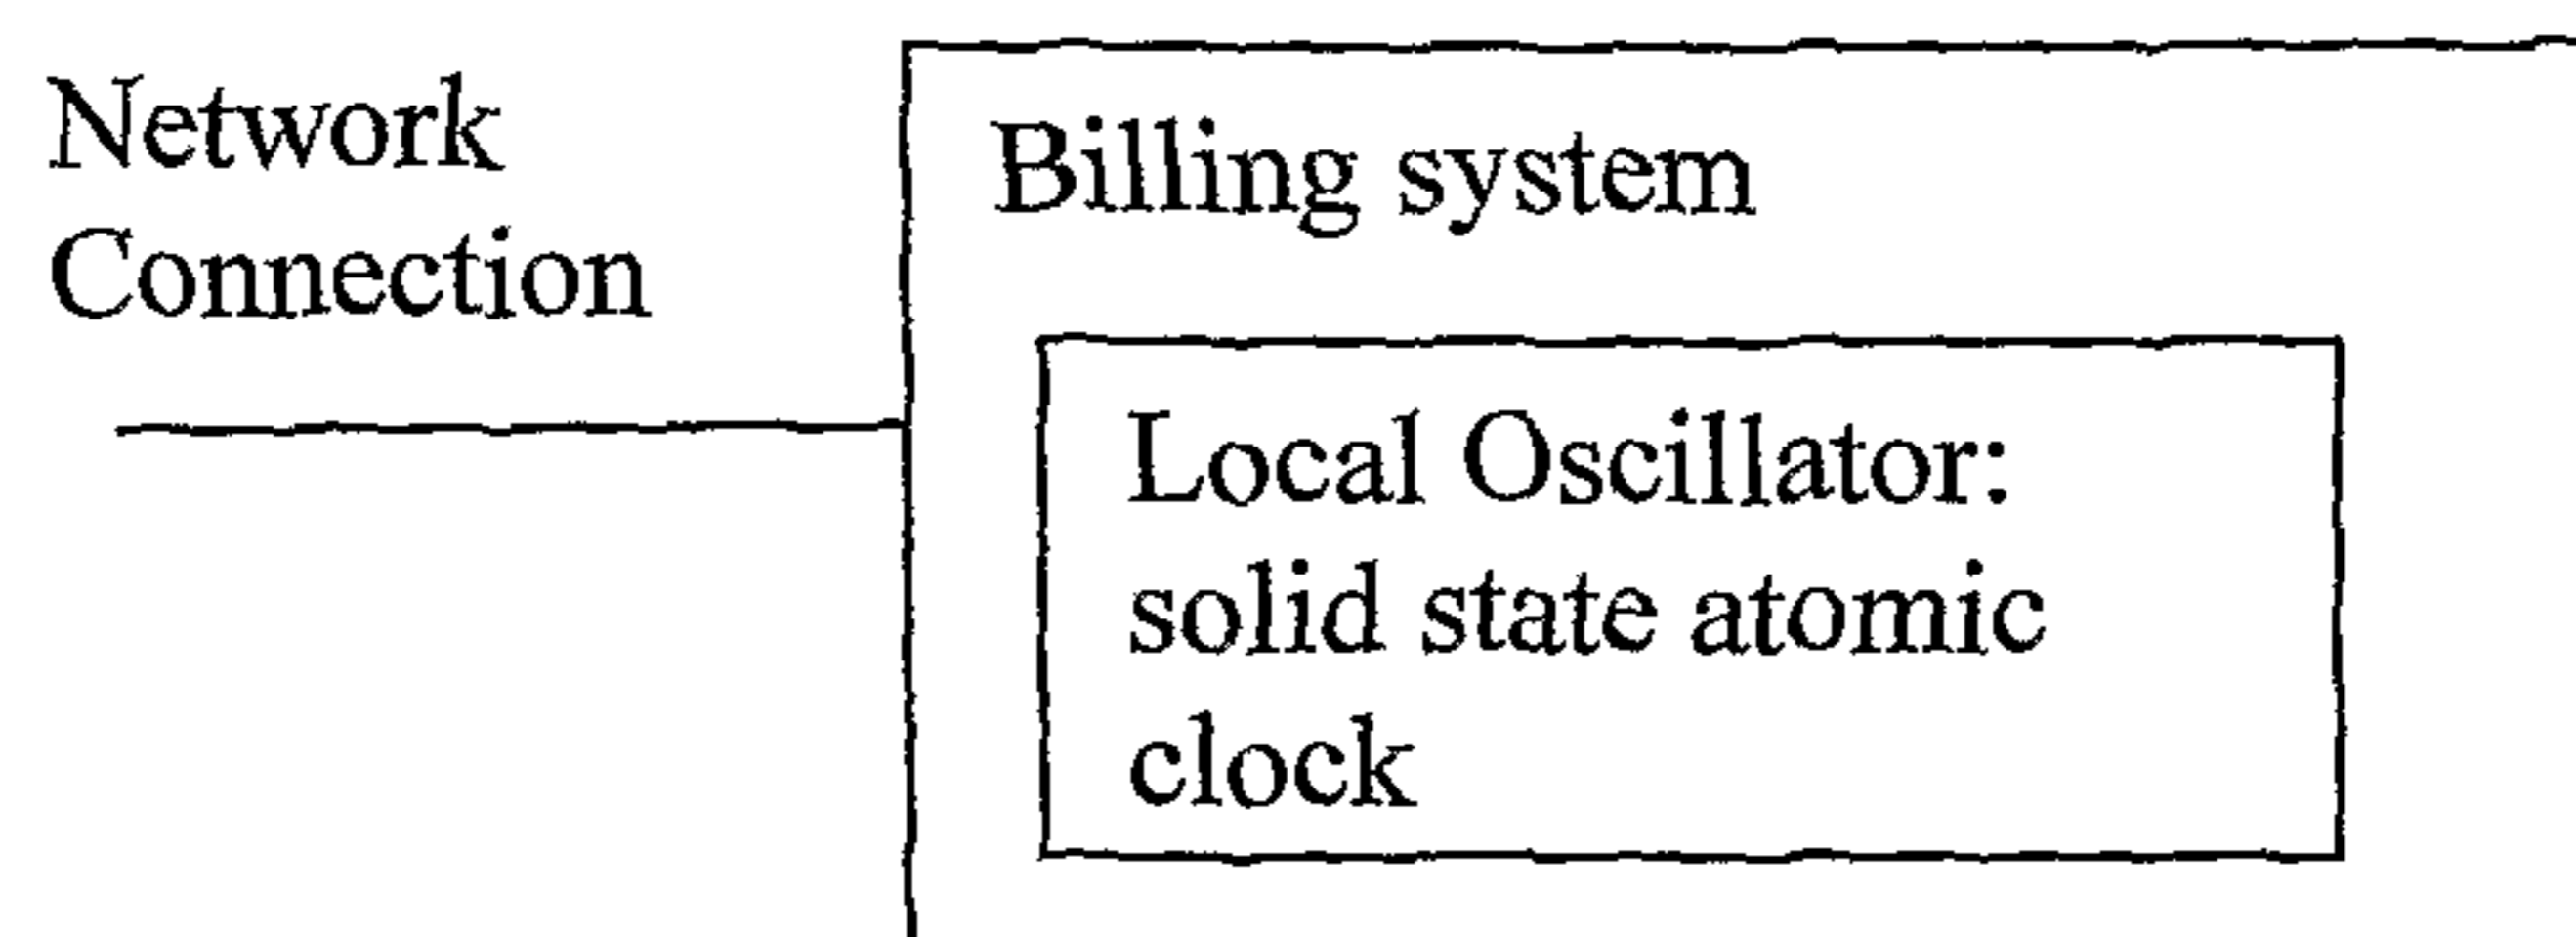 Network
Connection
Billing system
Local Oscillator:
solid state atomic
clock